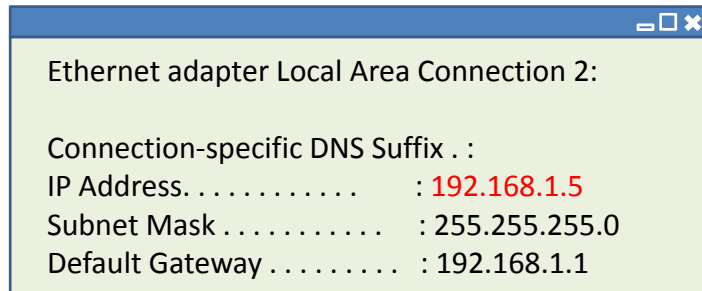 Ethernet adapter Local Area Connection 2:
Connection-specific DNS Suffix . :
IP Address. . . . . . . . . . . . : 192.168.1.5
Subnet Mask . . . . . . . . . . . : 255.255.255.0
Default Gateway . . . . . . . . . : 192.168.1.1